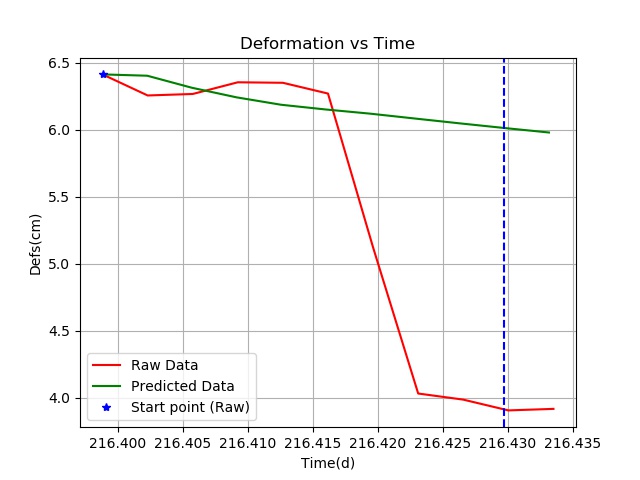 Deformation vs Time
Defs(cm)
6.5
6.0
5.5
5.0
4.5
4.0
Raw Data
Predicted Data
Start point (Raw)
216.400 216.405 216.410 216.415 216.420 216.425 216.430 216.435
Time(d)